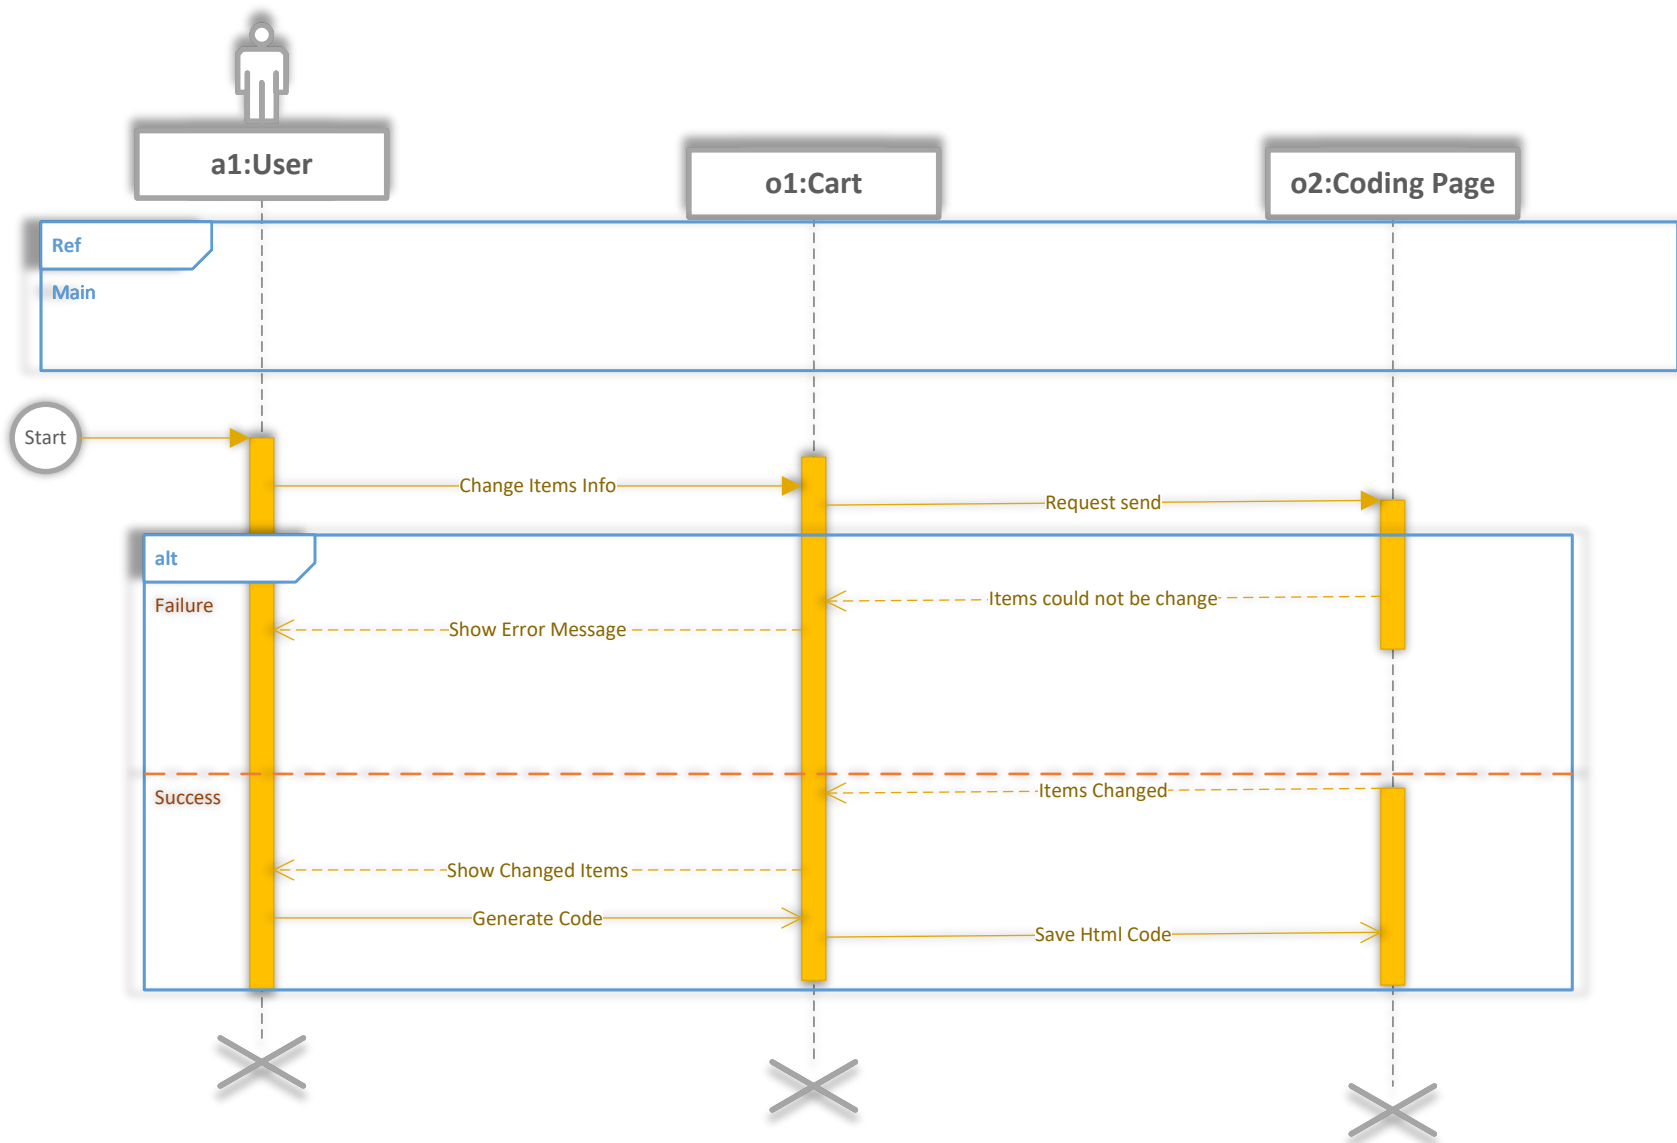 a1:User
o1:Cart
o2:Coding Page
Ref
Main
Start
Change Items Info
Request send
alt
Failure
Items could not be change
Show Error Message
Success
Items Changed
Show Changed Items
Generate Code
Save Html Code